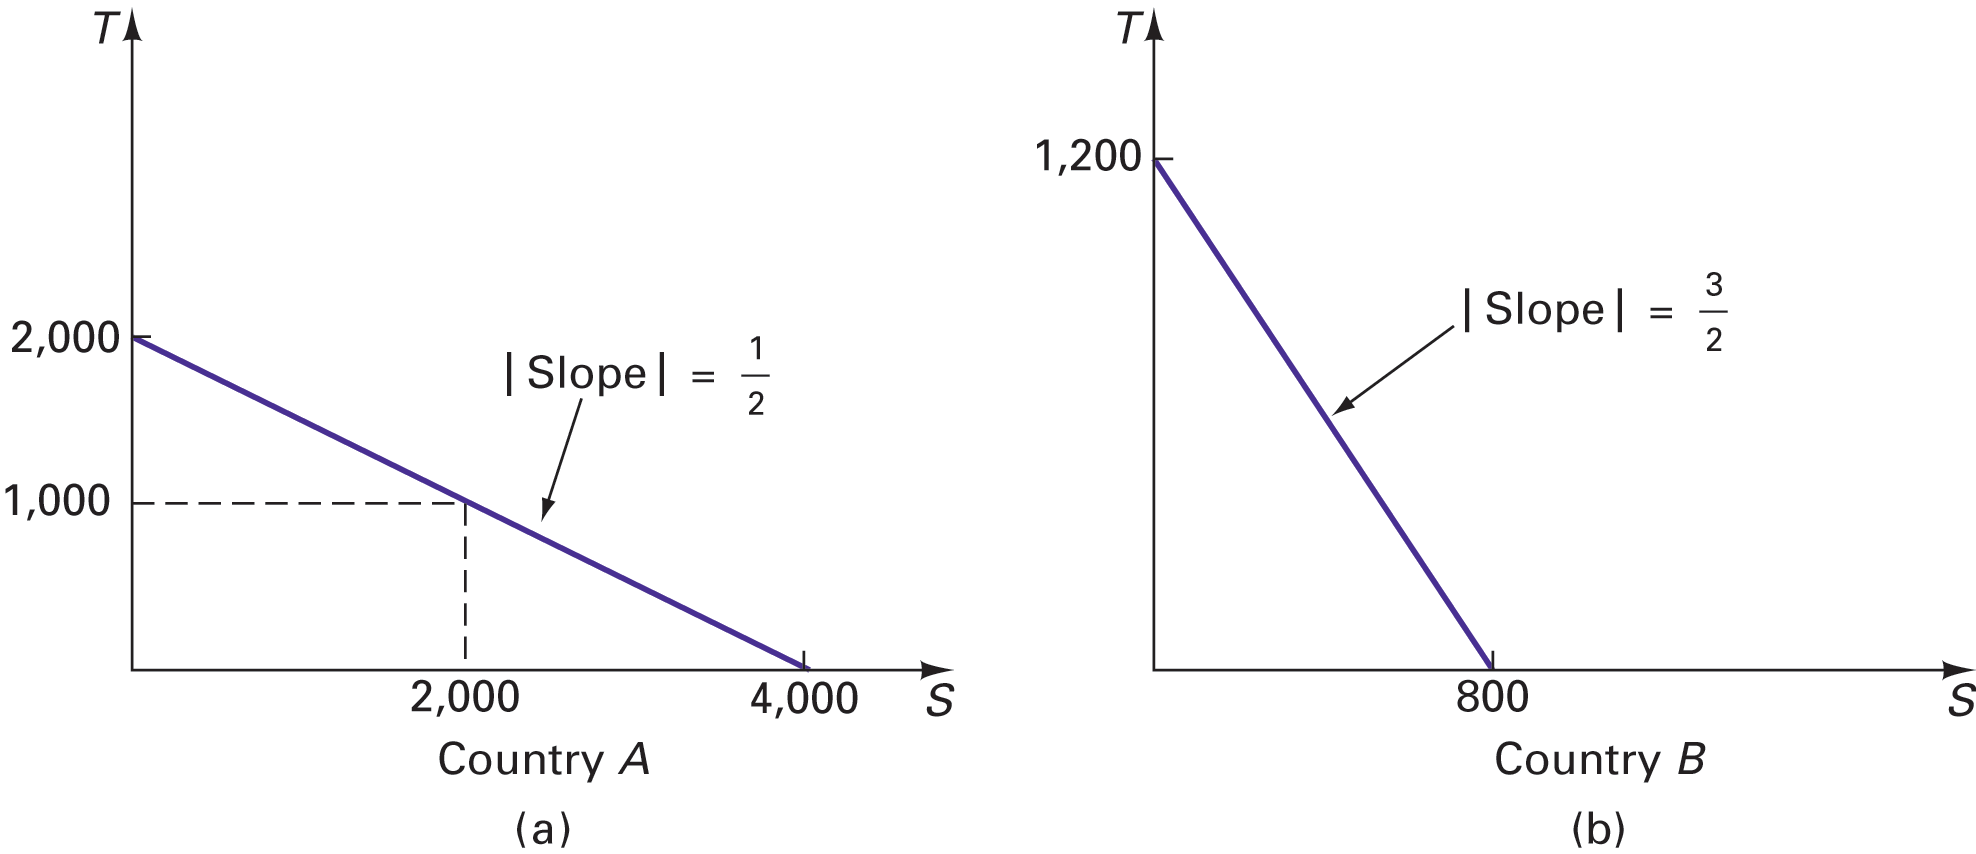 T
2,000
1,000
|Slope| = 1/2
2,000
4,000
S
Country A
(a)
T
1,200
|Slope| = 3/2
800
S
Country B
(b)